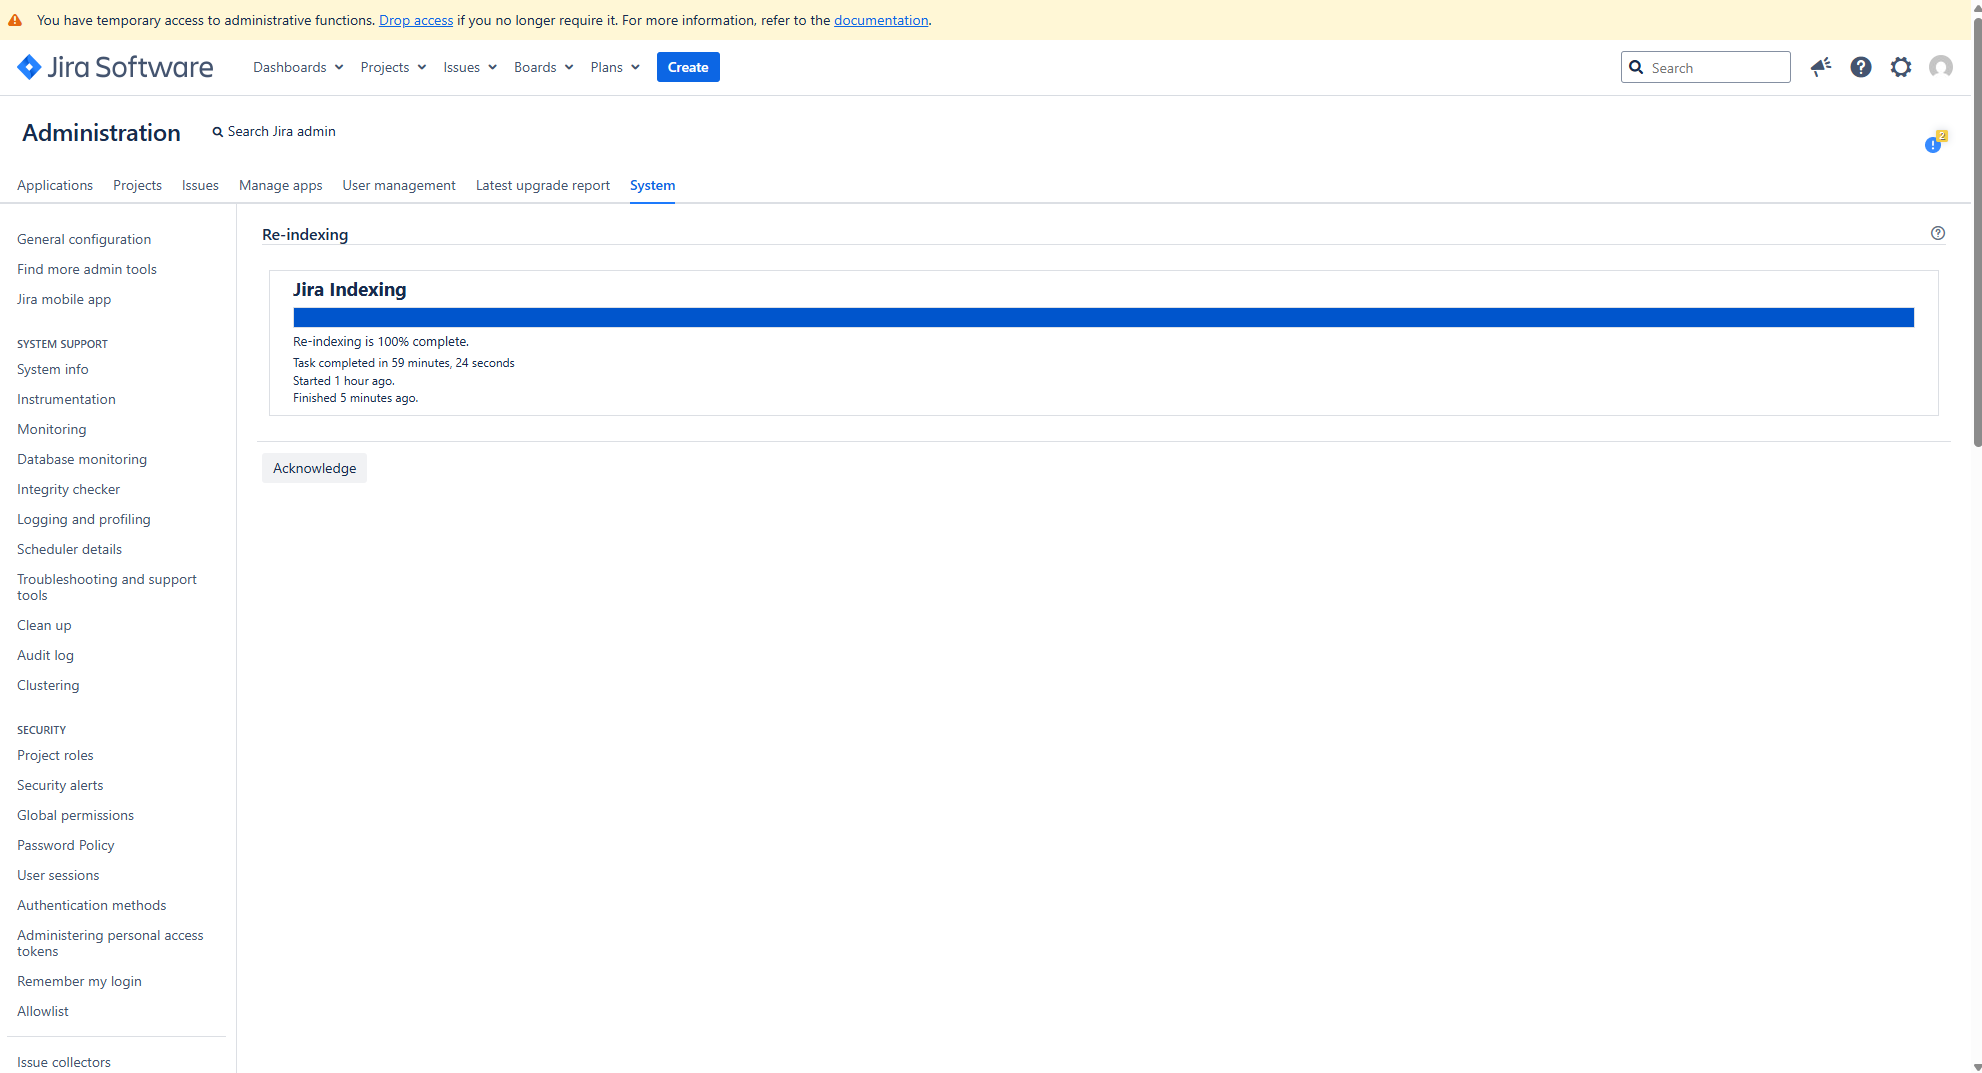 You have temporary access to administrative functions. Drop access if you no longer require it. For more information, refer to the documentation.
Jira Software
Dashboards Projects Issues Boards Plans Create
Search
Administration
Search Jira admin
2
Applications Projects Issues Manage apps User management Latest upgrade report System
General configuration
Find more admin tools
Jira mobile app
SYSTEM SUPPORT
System info
Instrumentation
Monitoring
Database monitoring
Integrity checker
Logging and profiling
Scheduler details
Troubleshooting and support
tools
Clean up
Audit log
Clustering
SECURITY
Project roles
Security alerts
Global permissions
Password Policy
User sessions
Authentication methods
Administering personal access
tokens
Remember my login
Allowlist
Issue collectors
Re-indexing
Jira Indexing
Re-indexing is 100% complete.
Task completed in 59 minutes, 24 seconds
Started 1 hour ago.
Finished 5 minutes ago.
Acknowledge